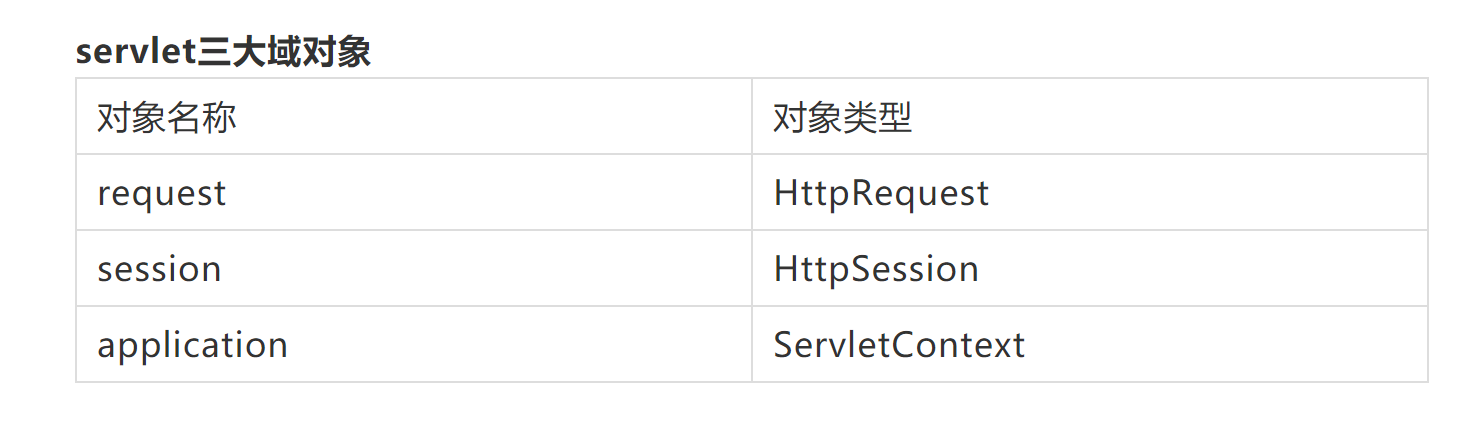 servlet三大域对象
对象名称 对象类型
request HttpRequest
session HttpSession
application ServletContext